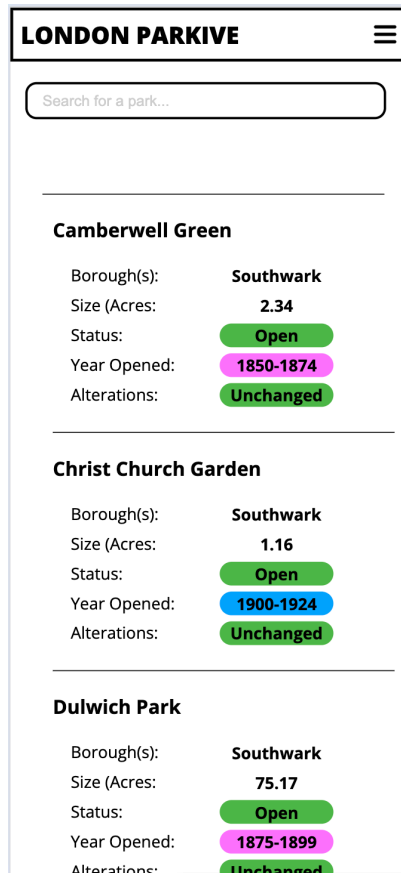 LONDON PARKIVE
Search for a park...
Camberwell Green
Borough(s): Southwark
Size (Acres: 2.34
Status: Open
Year Opened: 1850-1874
Alterations: Unchanged
Christ Church Garden
Borough(s): Southwark
Size (Acres: 1.16
Status: Open
Year Opened: 1900-1924
Alterations: Unchanged
Dulwich Park
Borough(s): Southwark
Size (Acres: 75.17
Status: Open
Year Opened: 1875-1899
Alterations: Unchanged